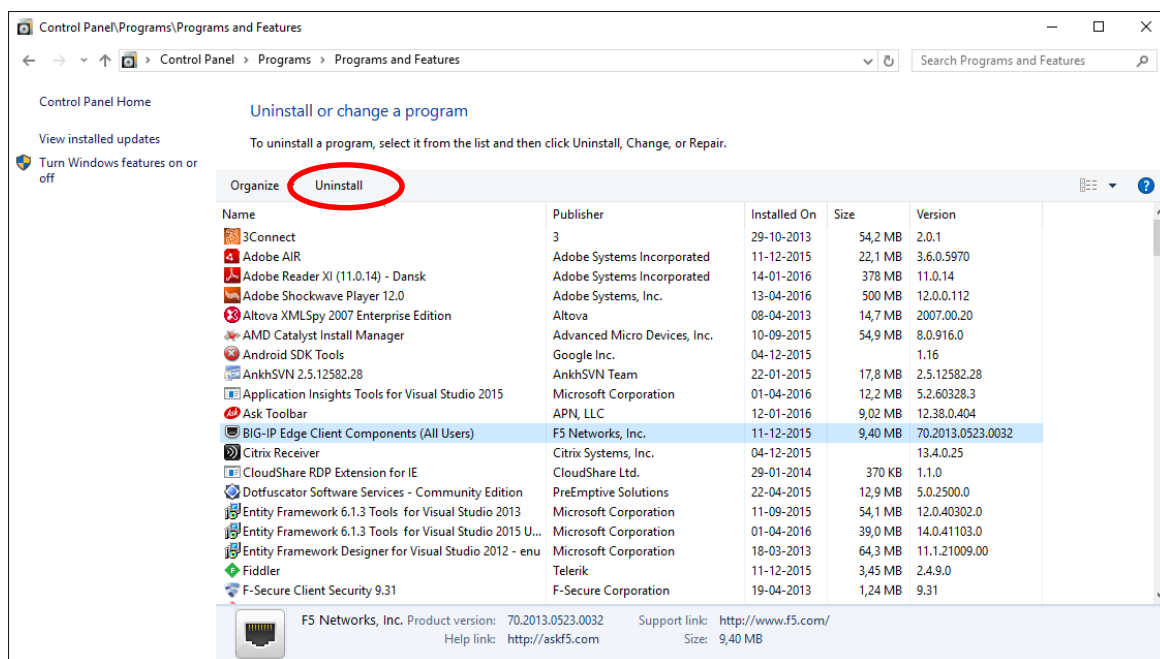 Control Panel\Programs\Programs and Features
Control Panel > Programs > Programs and Features Search Programs and Features
Control Panel Home
View installed updates
Turn Windows features on or
off
Uninstall or change a program
To uninstall a program, select it from the list and then click Uninstall, Change, or Repair.
Organize Uninstall
Name Publisher Installed On Size Version
3Connect 3 29-10-2013 54,2 MB 2.0.1
Adobe AIR Adobe Systems Incorporated 11-12-2015 22,1 MB 3.6.0.5970
Adobe Reader XI (11.0.14) - Dansk Adobe Systems Incorporated 14-01-2016 378 MB 11.0.14
Adobe Shockwave Player 12.0 Adobe Systems, Inc. 13-04-2016 500 MB 12.0.0.112
Altova XMLSpy 2007 Enterprise Edition Altova 08-04-2013 14,7 MB 2007.00.20
AMD Catalyst Install Manager Advanced Micro Devices, Inc. 10-09-2015 54,9 MB 8.0.916.0
Android SDK Tools Google Inc. 04-12-2015 1.16
AnkhSVN 2.5.12582.28 AnkhSVN Team 22-01-2015 17,8 MB 2.5.12582.28
Application Insights Tools for Visual Studio 2015 Microsoft Corporation 01-04-2016 12,2 MB 5.2.60328.3
Ask Toolbar APN, LLC 12-01-2016 9,02 MB 12.38.0.404
BIG-IP Edge Client Components (All Users) F5 Networks, Inc. 11-12-2015 9,40 MB 70.2013.0523.0032
Citrix Receiver Citrix Systems, Inc. 04-12-2015 13.4.0.25
CloudShare RDP Extension for IE CloudShare Ltd. 29-01-2014 370 KB 1.1.0
Dotfuscator Software Services - Community Edition PreEmptive Solutions 22-04-2015 12,9 MB 5.0.2500.0
Entity Framework 6.1.3 Tools for Visual Studio 2013 Microsoft Corporation 11-09-2015 54,1 MB 12.0.40302.0
Entity Framework 6.1.3 Tools for Visual Studio 2015 U... Microsoft Corporation 01-04-2016 39,0 MB 14.0.41103.0
Entity Framework Designer for Visual Studio 2012 - enu Microsoft Corporation 18-03-2013 64,3 MB 11.1.21009.00
Fiddler Telerik 11-12-2015 3,45 MB 2.4.9.0
F-Secure Client Security 9.31 F-Secure Corporation 19-04-2013 1,24 MB 9.31
F5 Networks, Inc. Product version: 70.2013.0523.0032 Support link: http://www.f5.com/
Help link: http://askf5.com Size: 9,40 MB